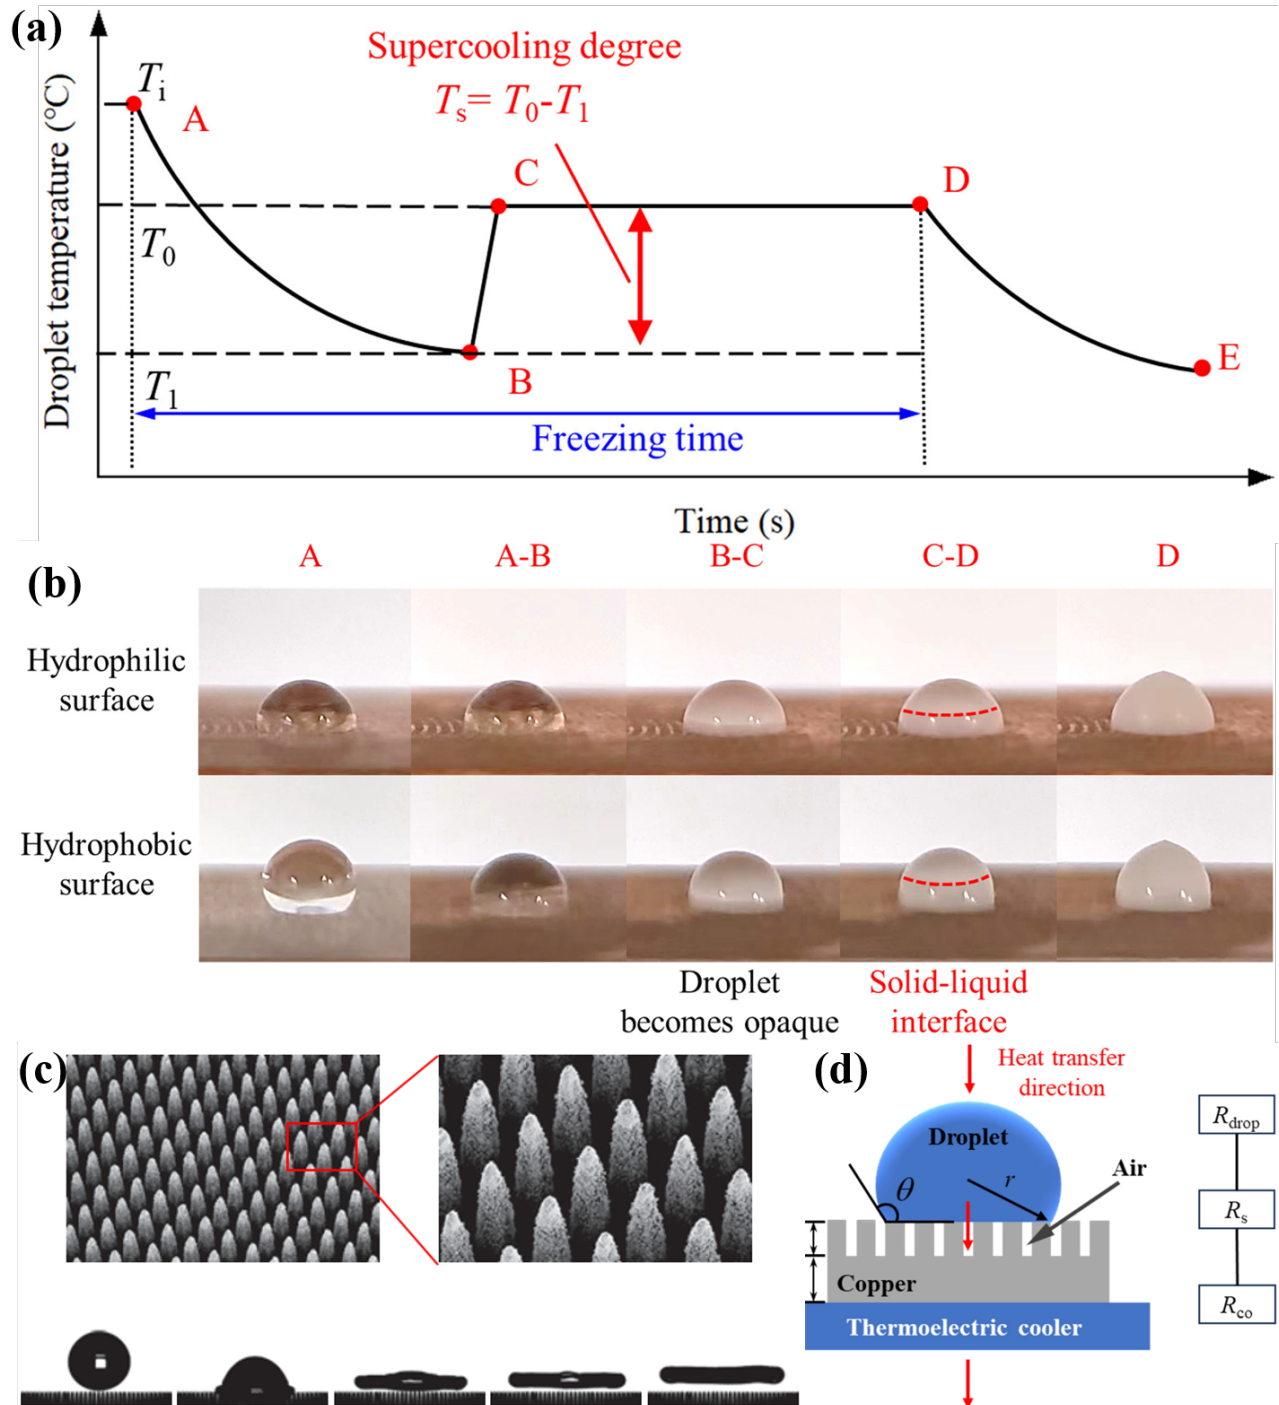 (a)
Droplet temperature (°C)
Supercooling degree
Ts= T0-T1
Ti
A
C
D
T0
B
E
T1
Freezing time
Time (s)
A
A-B
B-C
C-D
D
(b)
Hydrophilic
surface
Hydrophobic
surface
Droplet
becomes opaque
Solid-liquid
interface
(c)
(d)
Heat transfer
direction
Droplet
θ
r
Air
Copper
Thermoelectric cooler
Rdrop
Rs
Rco